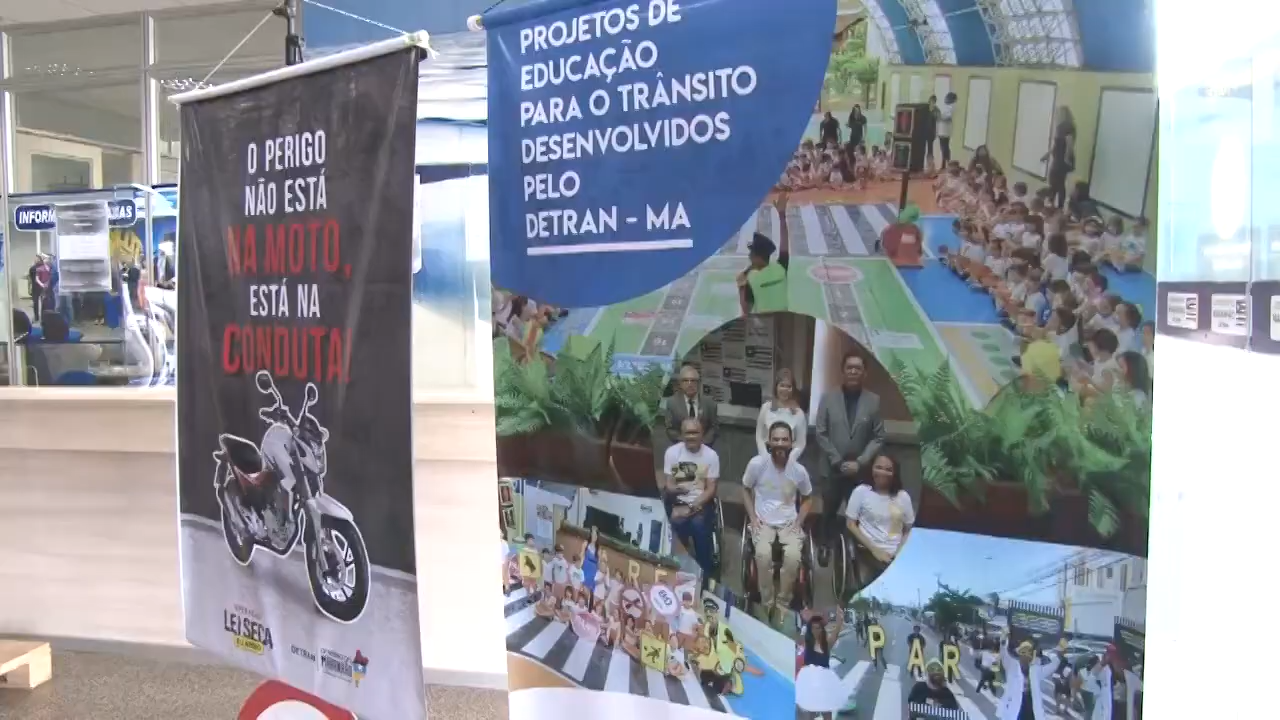 O PERIGO
NÃO ESTÁ
NA MOTO,
ESTÁ NA
CONDUTA!
LEI SECA
DETRAN
PROJETOS DE
EDUCAÇÃO
PARA O TRÂNSITO
DESENVOLVIDOS
PELO
DETRAN - MA
PARE